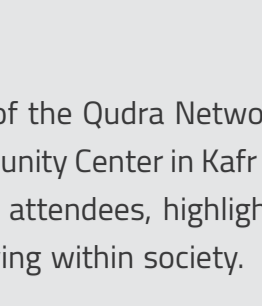 of the Qudra Netwo
unity Center in Kafr
attendees, highligh
ing within society.